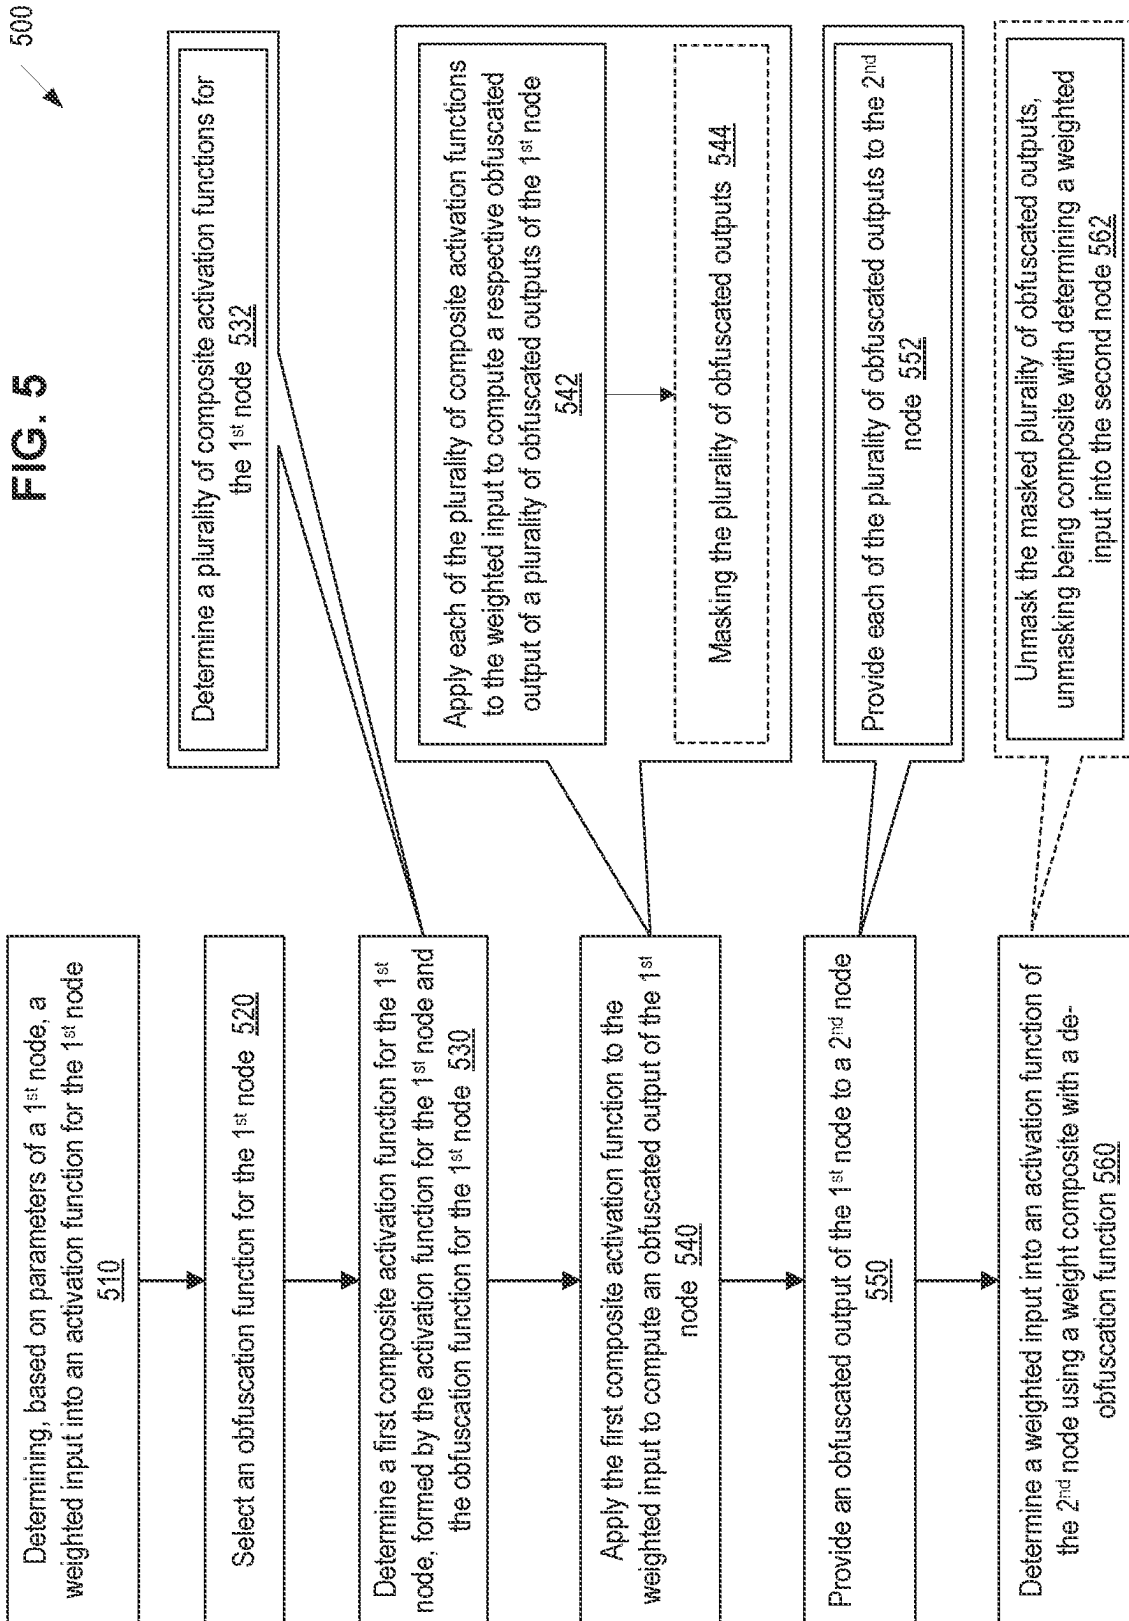 500
FIG. 5
Determining, based on parameters of a 1st node, a
weighted input into an activation function for the 1st node
510
Select an obfuscation function for the 1st node 520
Determine a first composite activation function for the 1st
node, formed by the activation function for the 1st node and
the obfuscation function for the 1st node 530
Determine a plurality of composite activation functions for
the 1st node 532
Apply the first composite activation function to the
weighted input to compute an obfuscated output of the 1st
node 540
Apply each of the plurality of composite activation functions
to the weighted input to compute a respective obfuscated
output of a plurality of obfuscated outputs of the 1st node
542
Masking the plurality of obfuscated outputs 544
Provide an obfuscated output of the 1st node to a 2nd node
550
Provide each of the plurality of obfuscated outputs to the 2nd
node 552
Determine a weighted input into an activation function of
the 2nd node using a weight composite with a de-
obfuscation function 560
Unmask the masked plurality of obfuscated outputs,
unmasking being composite with determining a weighted
input into the second node 562